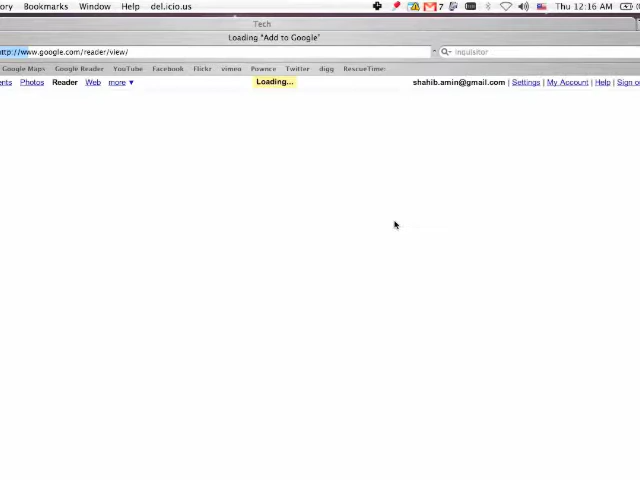 ory Bookmarks Window Help del.icio.us 7 Thu 12:16 AM
Tech
Loading "Add to Google"
http://www.google.com/reader/view/ inquisitor
Google Maps Google Reader YouTube Facebook Flickr vimeo Pownce Twitter digg RescueTime:
ents Photos Reader Web more ▼ Loading... shahib.amin@gmail.com | Settings | My Account | Help | Sign o